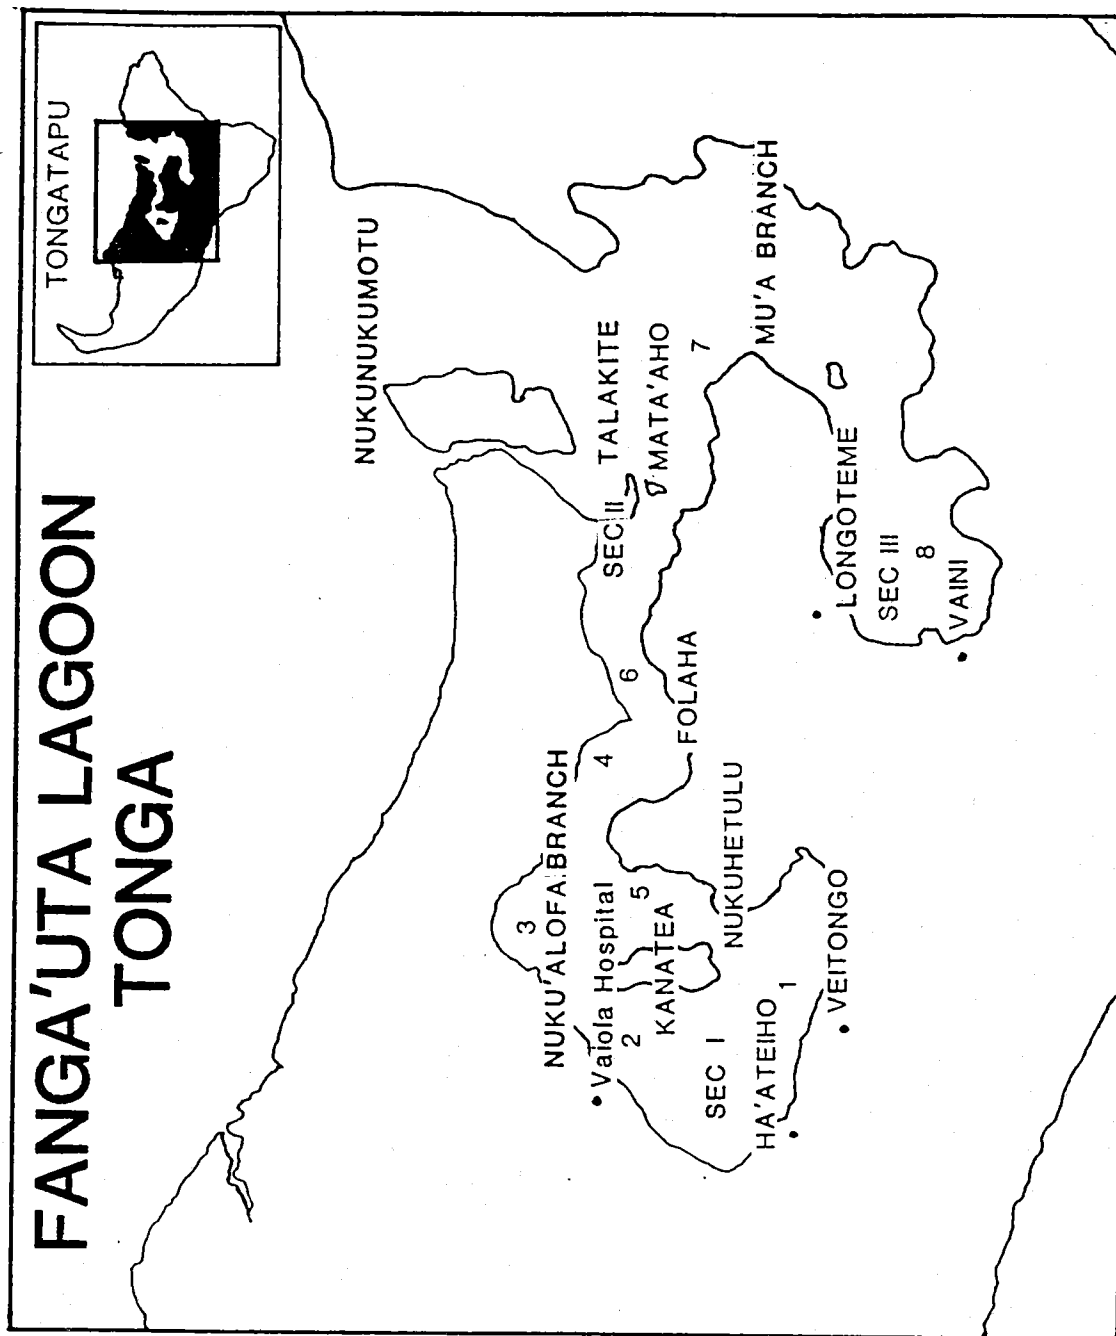 FANGA'UTA LAGOON
TONGA
TONGATAPU
NUKUNUKUMOTU
3
NUKU'ALOFA BRANCH
Vaiola Hospital
2
4
SEC II
TALAKITE
5
6
KANATEA
MATA'AHO
FOLAHA
7
SEC I
NUKUHETULU
HA'ATEIHO
1
MU'A BRANCH
VEITONGO
LONGOTEME
SEC III
8
VAINI